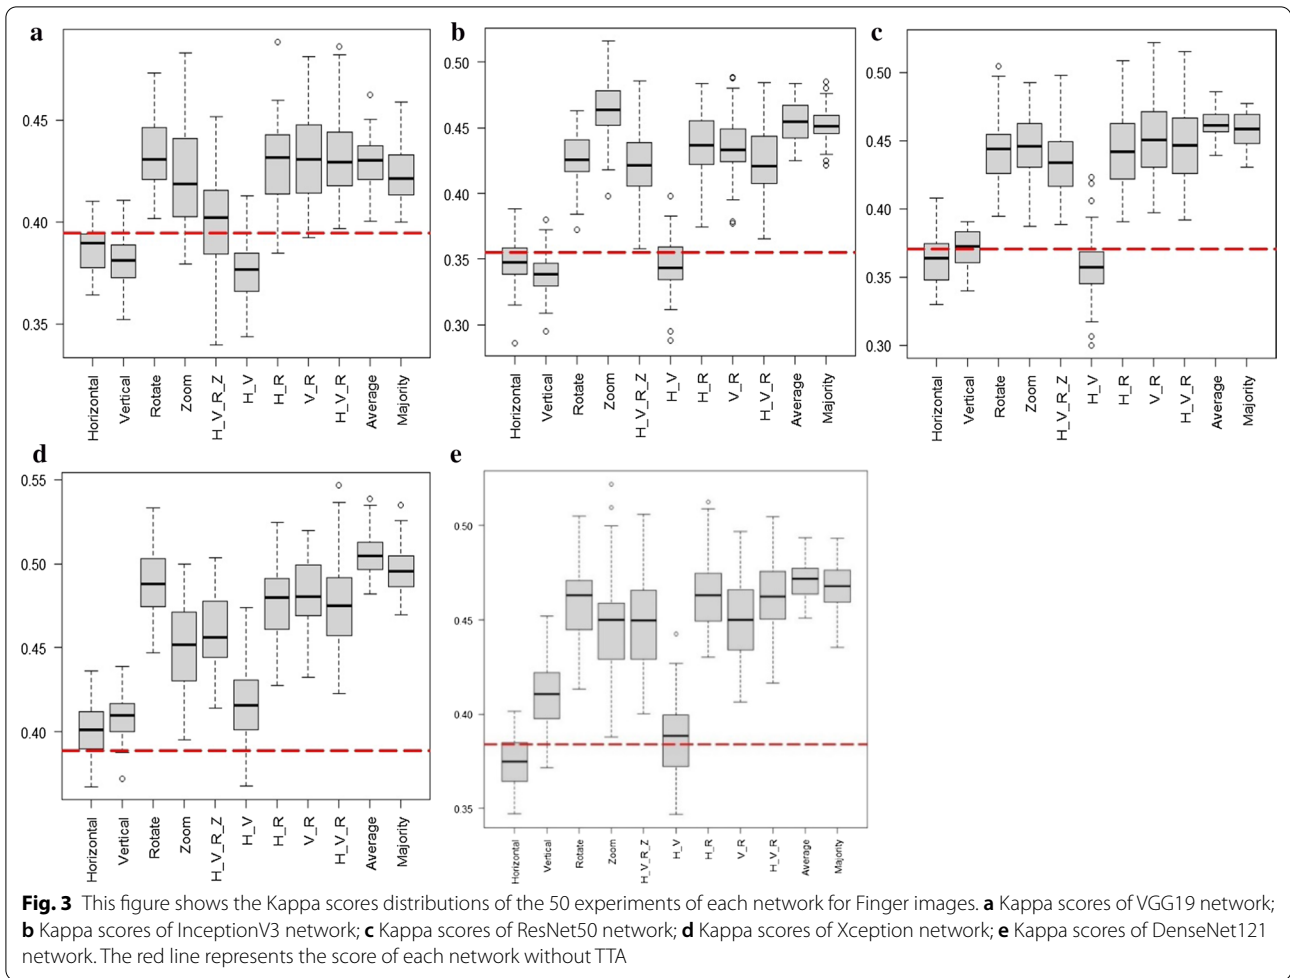 a
0.45
0.40
0.35
Horizontal
Vertical
Rotate
Zoom
H_V_R_Z
H_V
H_R
V_R
H_V_R
Average
Majority
b
0.50
0.45
0.40
0.35
0.30
Horizontal
Vertical
Rotate
Zoom
H_V_R_Z
H_V
H_R
V_R
H_V_R
Average
Majority
c
0.50
0.45
0.40
0.35
0.30
Horizontal
Vertical
Rotate
Zoom
H_V_R_Z
H_V
H_R
V_R
H_V_R
Average
Majority
d
0.55
0.50
0.45
0.40
Horizontal
Vertical
Rotate
Zoom
H_V_R_Z
H_V
H_R
V_R
H_V_R
Average
Majority
e
0.50
0.45
0.40
0.35
Horizontal
Vertical
Rotate
Zoom
H_V_R_Z
H_V
H_R
V_R
H_V_R
Average
Majority
Fig. 3 This figure shows the Kappa scores distributions of the 50 experiments of each network for Finger images. a Kappa scores of VGG19 network;
b Kappa scores of InceptionV3 network; c Kappa scores of ResNet50 network; d Kappa scores of Xception network; e Kappa scores of DenseNet121
network. The red line represents the score of each network without TTA